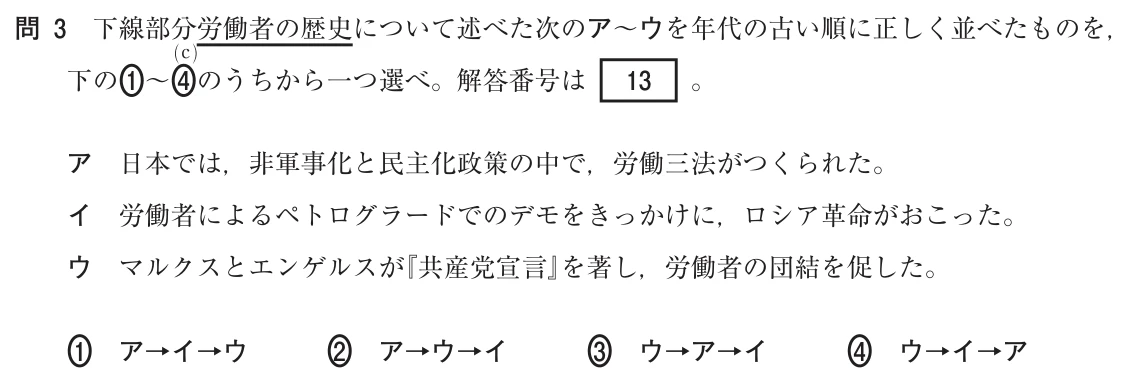 問 3 下線部分労働者の歴史について述べた次のア～ウを年代の古い順に正しく並べたものを，
(c)
下の①～④のうちから一つ選べ。解答番号は 13 。
ア 日本では，非軍事化と民主化政策の中で，労働三法がつくられた。
イ 労働者によるペトログラードでのデモをきっかけに，ロシア革命がおこった。
ウ マルクスとエンゲルスが『共産党宣言』を著し，労働者の団結を促した。
① ア→イ→ウ ② ア→ウ→イ ③ ウ→ア→イ ④ ウ→イ→ア